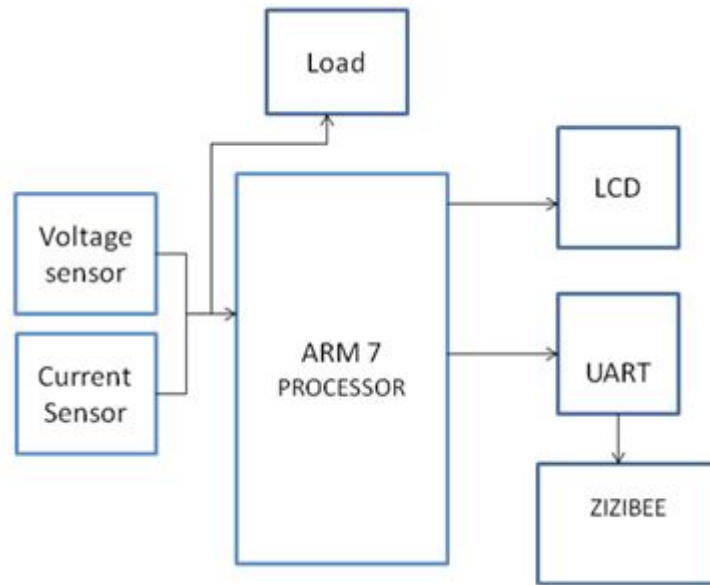 Load
Voltage
sensor
Current
Sensor
ARM 7
PROCESSOR
LCD
UART
ZIZIBEE